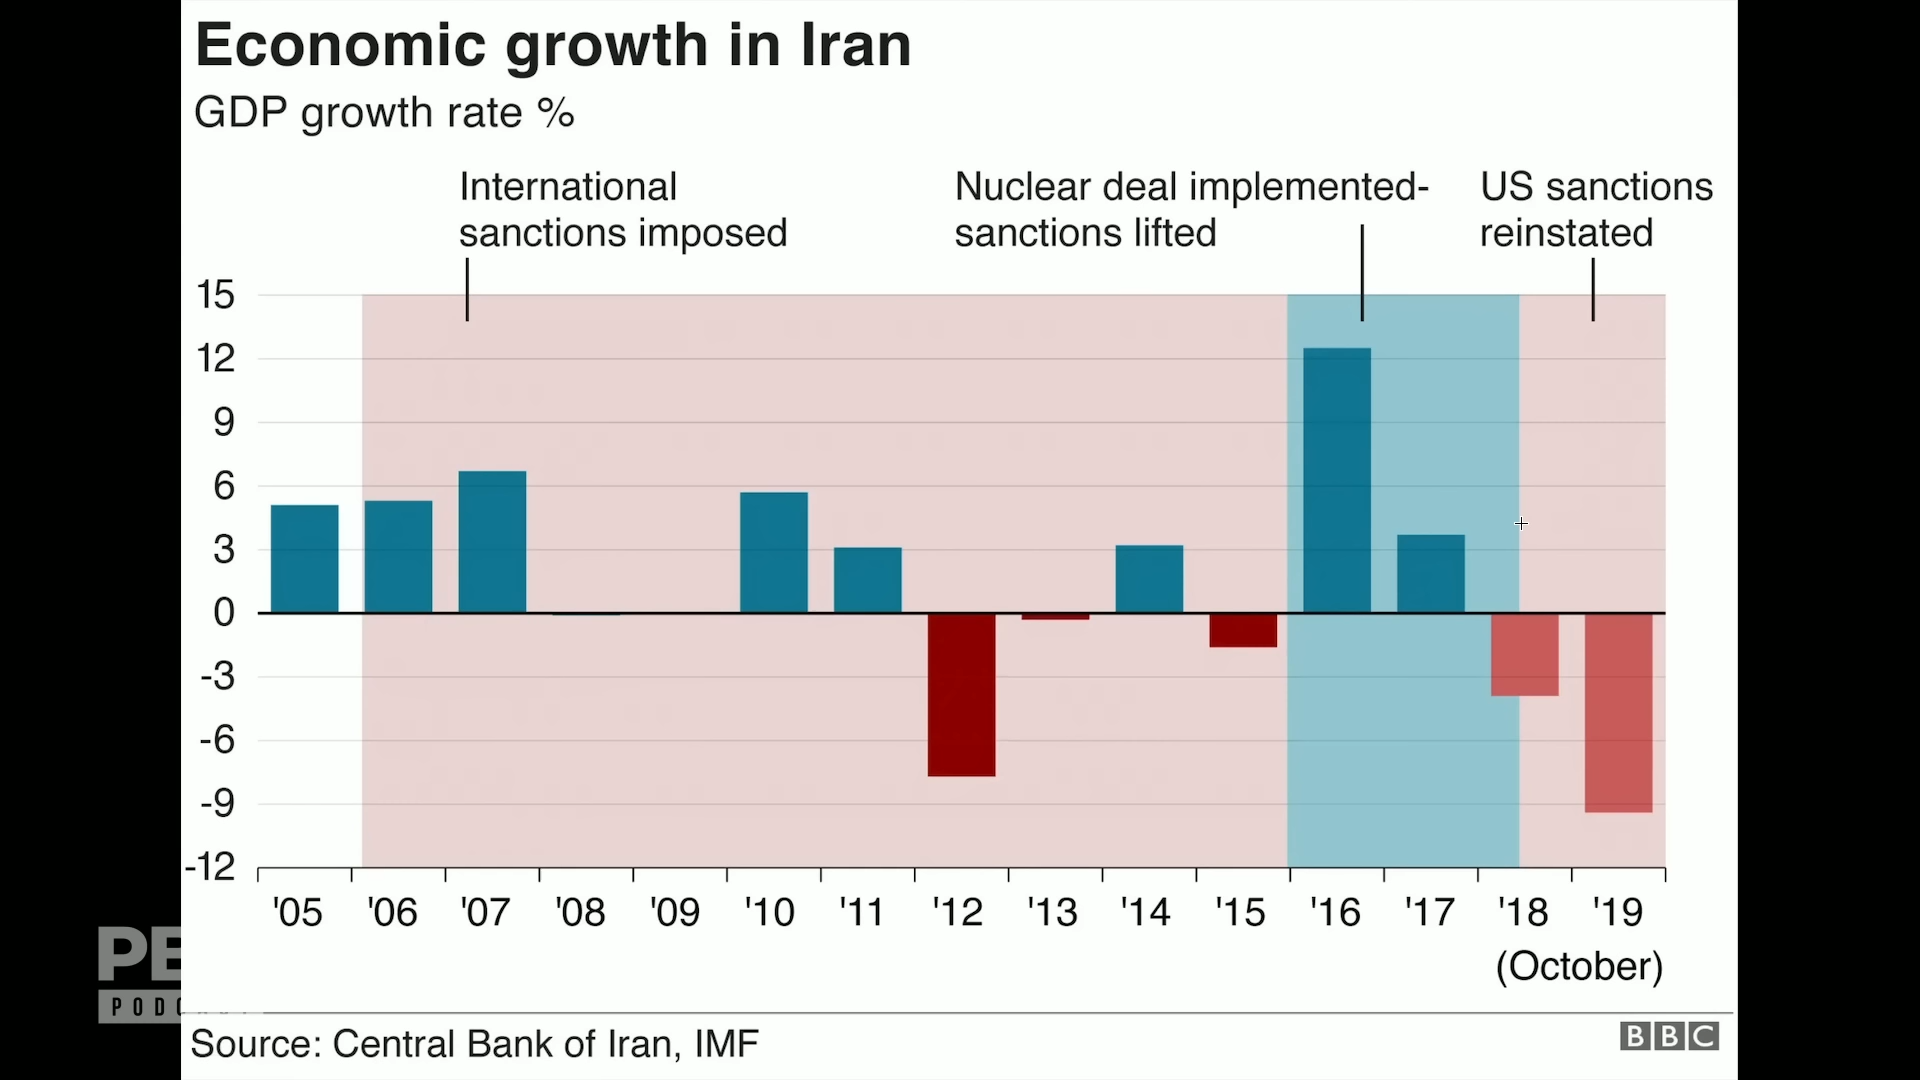 Economic growth in Iran
GDP growth rate %
International
sanctions imposed
Nuclear deal implemented-
sanctions lifted
US sanctions
reinstated
15
12
9
6
3
0
-3
-6
-9
-12
'05 '06 '07 '08 '09 '10 '11 '12 '13 '14 '15 '16 '17 '18 '19
(October)
Source: Central Bank of Iran, IMF
BBC